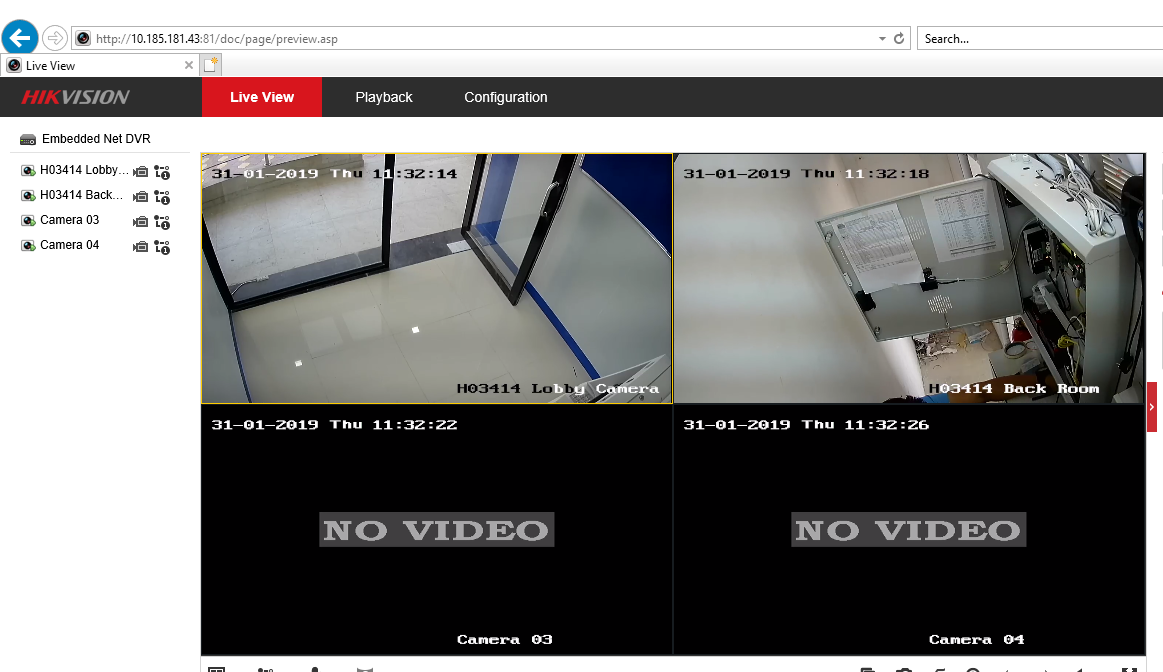 http://10.185.181.43:81/doc/page/preview.asp
Search...
Live View
HIKVISION
Live View
Playback
Configuration
Embedded Net DVR
H03414 Lobby...
H03414 Back...
Camera 03
Camera 04
31-01-2019 Thu 11:32:14
H03414 Lobby Camera
31-01-2019 Thu 11:32:18
H03414 Back Room
31-01-2019 Thu 11:32:22
NO VIDEO
Camera 03
31-01-2019 Thu 11:32:26
NO VIDEO
Camera 04